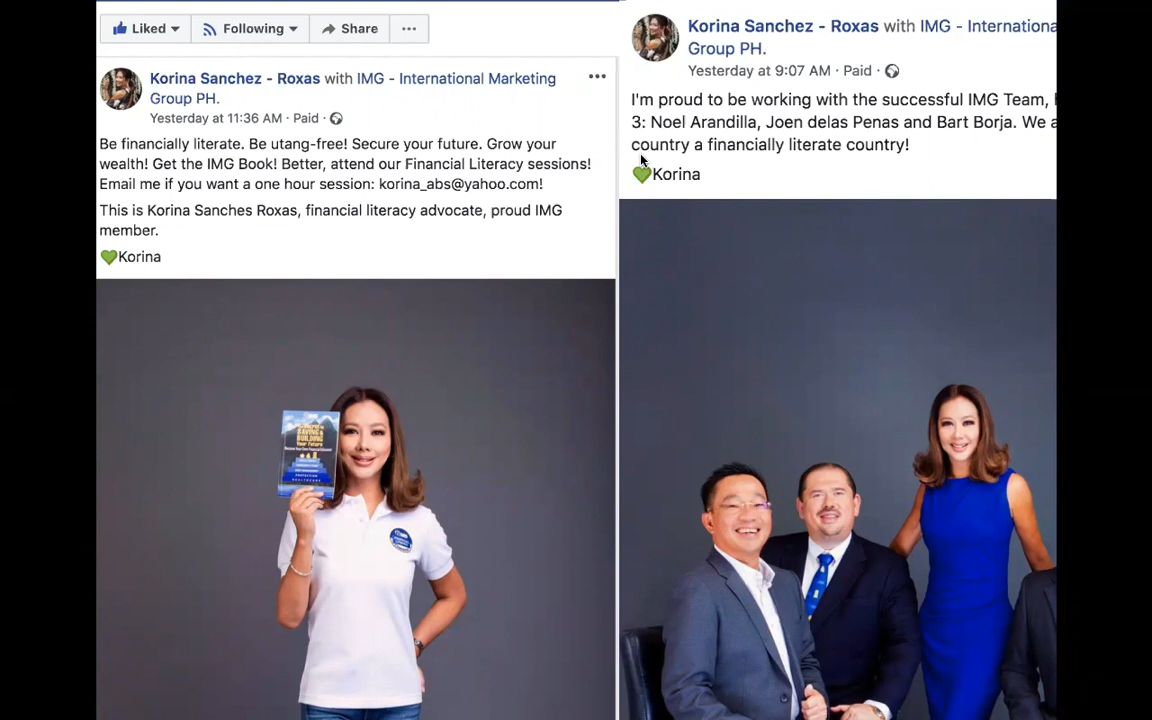 Liked
Following
Share
Korina Sanchez - Roxas with IMG - International Marketing
Group PH.
Yesterday at 11:36 AM · Paid ·
Be financially literate. Be utang-free! Secure your future. Grow your
wealth! Get the IMG Book! Better, attend our Financial Literacy sessions!
Email me if you want a one hour session: korina_abs@yahoo.com!
This is Korina Sanches Roxas, financial literacy advocate, proud IMG
member.
💚Korina
SAVING &
BUILDING
Your Future
Korina Sanchez - Roxas with IMG - Internationa
Group PH.
Yesterday at 9:07 AM · Paid ·
I'm proud to be working with the successful IMG Team,
3: Noel Arandilla, Joen delas Penas and Bart Borja. We a
country a financially literate country!
💚Korina